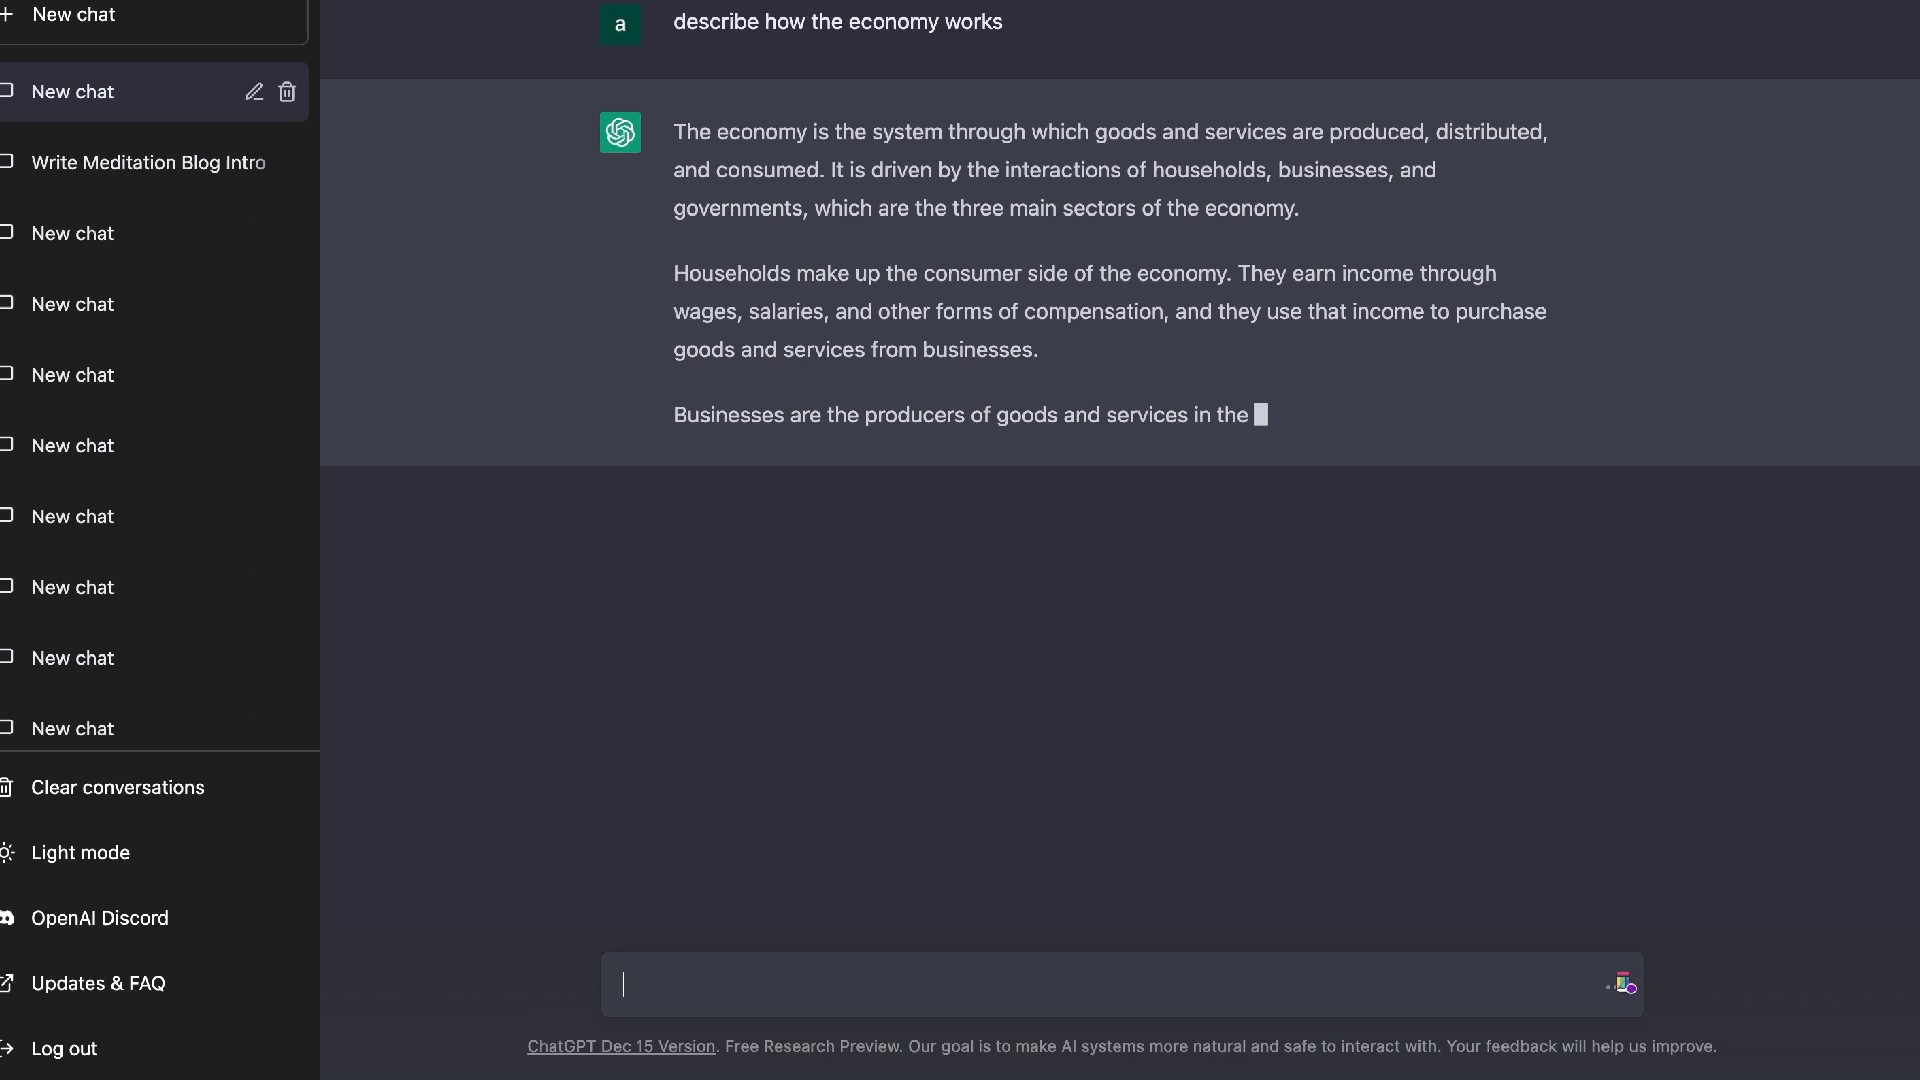 New chat
New chat
Write Meditation Blog Intro
New chat
New chat
New chat
New chat
New chat
New chat
New chat
New chat
Clear conversations
Light mode
OpenAI Discord
Updates & FAQ
Log out
a
describe how the economy works
The economy is the system through which goods and services are produced, distributed,
and consumed. It is driven by the interactions of households, businesses, and
governments, which are the three main sectors of the economy.
Households make up the consumer side of the economy. They earn income through
wages, salaries, and other forms of compensation, and they use that income to purchase
goods and services from businesses.
Businesses are the producers of goods and services in the
ChatGPT Dec 15 Version. Free Research Preview. Our goal is to make AI systems more natural and safe to interact with. Your feedback will help us improve.